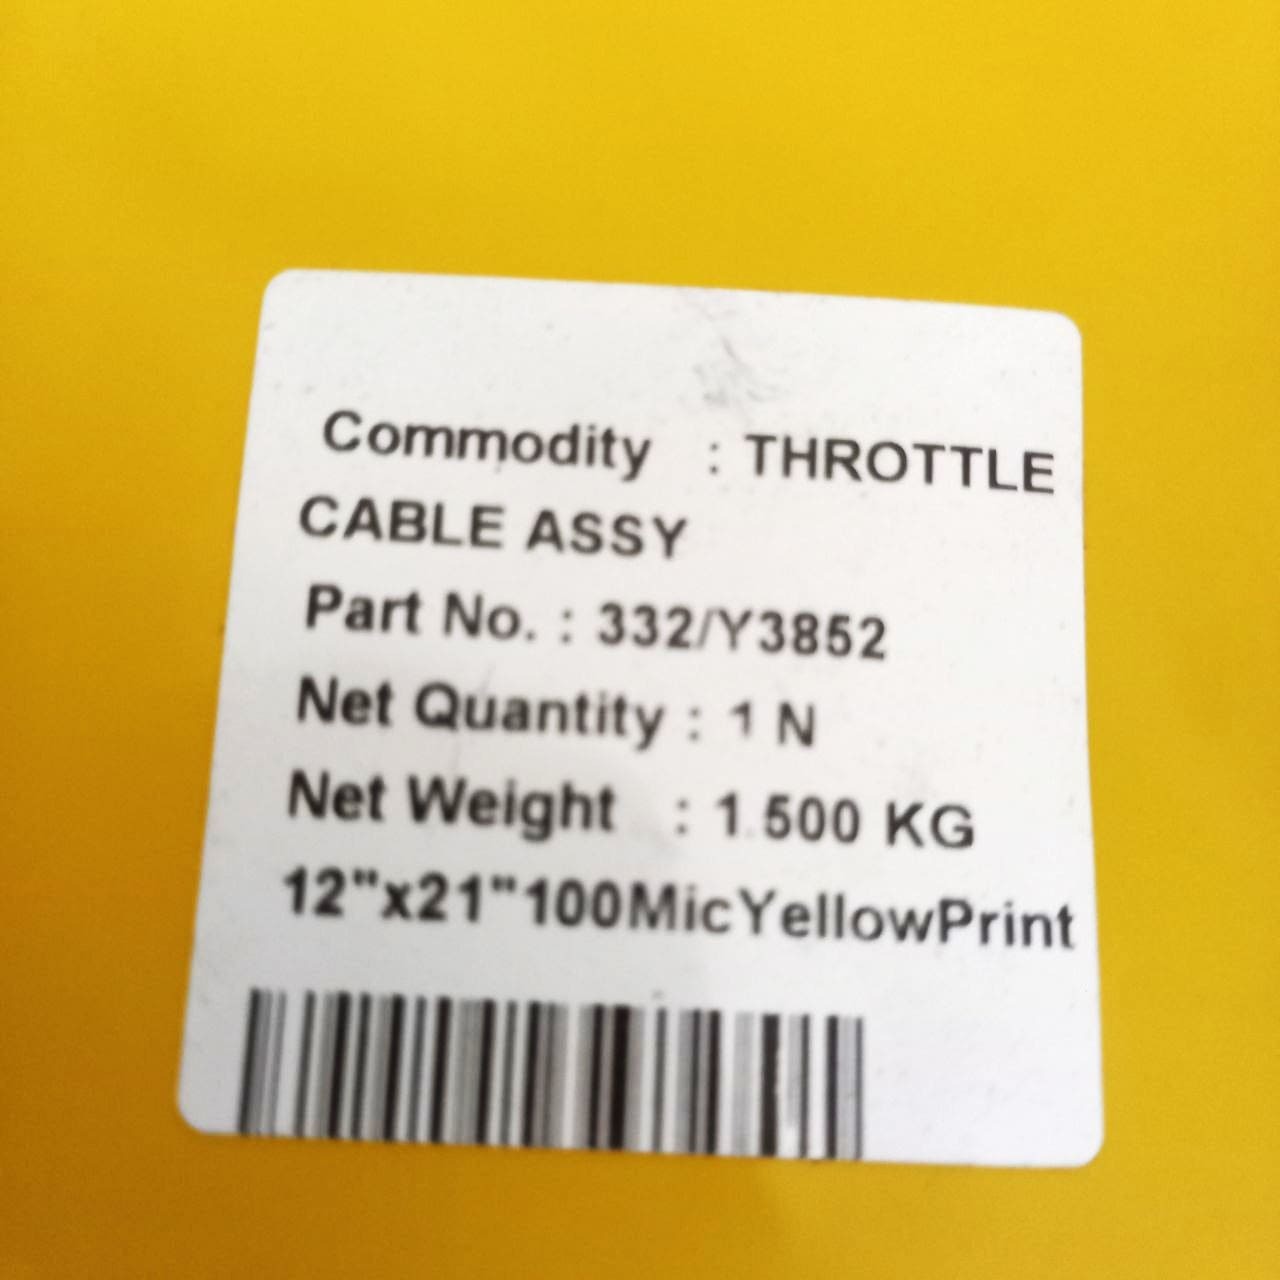 Commodity : THROTTLE
CABLE ASSY
Part No. : 332/Y3852
Net Quantity : 1 N
Net Weight : 1.500 KG
12"x21"100MicYellowPrint